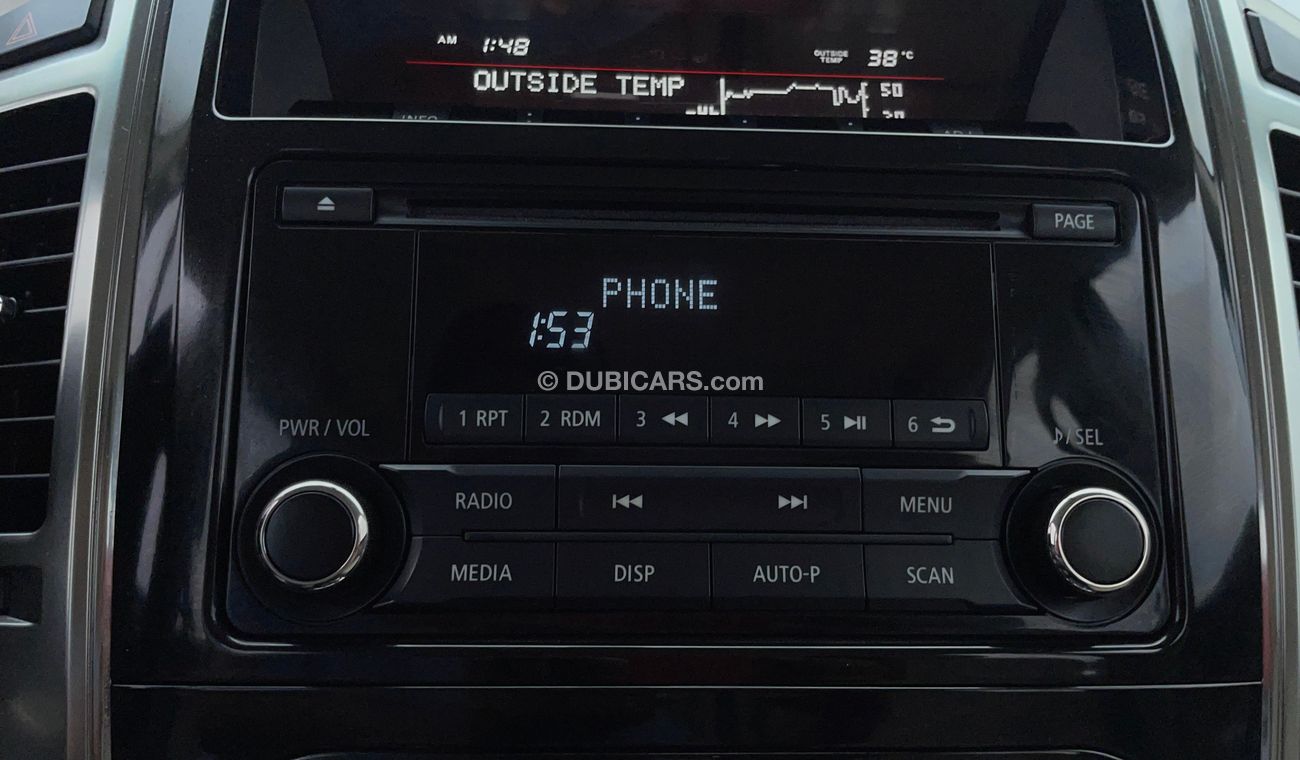 AM 1:48 OUTSIDE TEMP 38 °C
OUTSIDE TEMP 50
PAGE
PHONE
1:53
© DUBICARS.com
1 RPT 2 RDM 3 4 5 6
PWR / VOL
/ SEL
RADIO MENU
MEDIA DISP AUTO-P SCAN